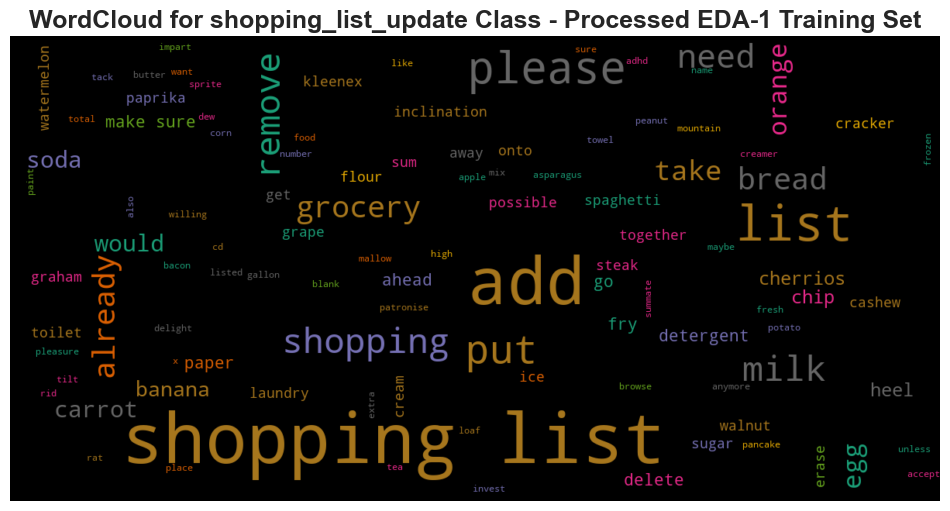 WordCloud for shopping_list_update Class - Processed EDA-1 Training Set
impart
sure
watermelon
tack
butter
want
sprite
like
please
adhd
need
name
orange
remove
kleenex
paprika
inclination
total
make sure
dew
corn
food
number
peanut
mountain
towel
cracker
frozen
soda
away
onto
sum
creamer
paint
flour
apple
mix
asparagus
take
bread
also
get
grocery
possible
spaghetti
list
willing
would
cd
grape
together
maybe
mallow
high
bacon
listed
gallon
graham
blank
ahead
add
steak
go
summate
cherrios
chip
cashew
fresh
already
patronise
toilet
delight
shopping
put
fry
detergent
potato
pleasure
x
paper
ice
milk
tilt
rid
banana
laundry
cream
extra
browse
anymore
heel
carrot
shopping list
loaf
walnut
sugar
pancake
egg
erase
unless
rat
place
tea
delete
accept
invest